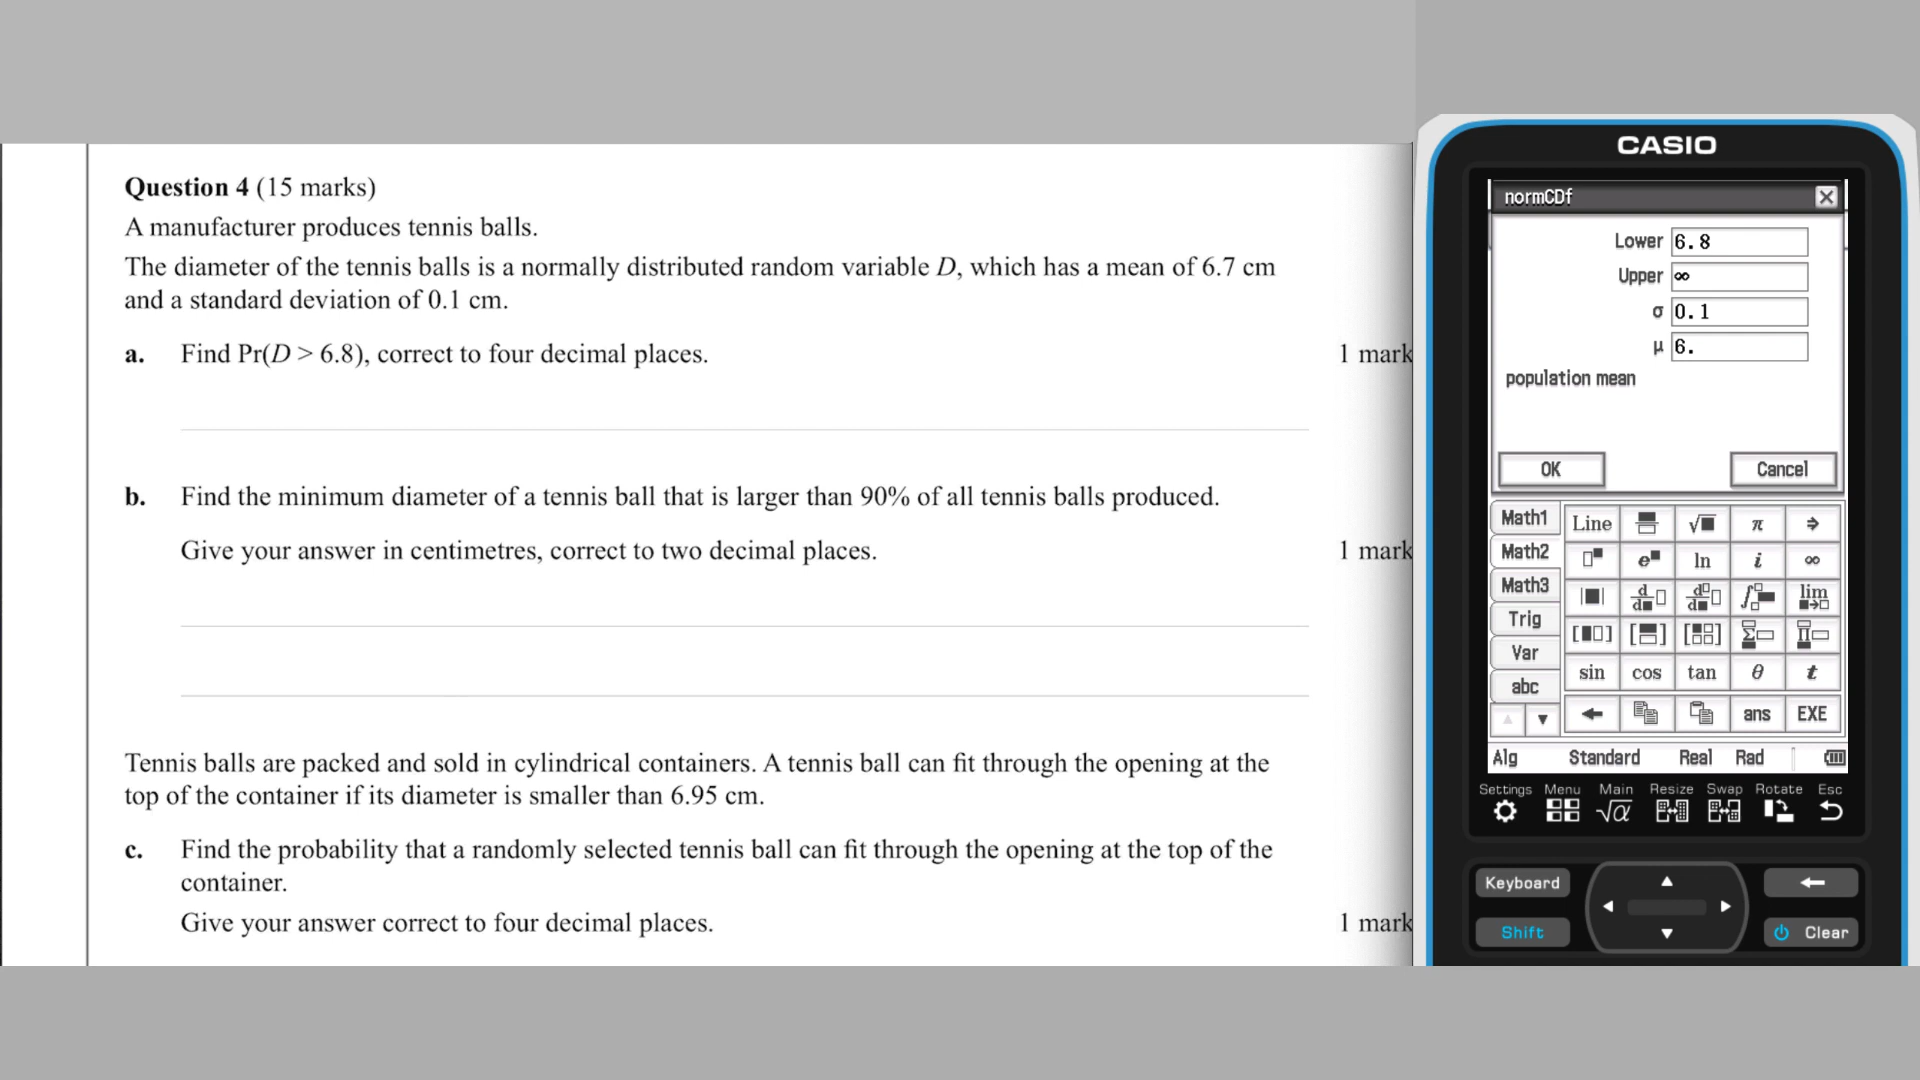 Question 4 (15 marks)
A manufacturer produces tennis balls.
The diameter of the tennis balls is a normally distributed random variable D, which has a mean of 6.7 cm
and a standard deviation of 0.1 cm.
a. Find Pr(D > 6.8), correct to four decimal places. 1 mark
b. Find the minimum diameter of a tennis ball that is larger than 90% of all tennis balls produced.
Give your answer in centimetres, correct to two decimal places. 1 mark
Tennis balls are packed and sold in cylindrical containers. A tennis ball can fit through the opening at the
top of the container if its diameter is smaller than 6.95 cm.
c. Find the probability that a randomly selected tennis ball can fit through the opening at the top of the
container.
Give your answer correct to four decimal places. 1 mark
CASIO
normCDf
Lower 6.8
Upper ∞
σ 0.1
μ 6.
population mean
OK Cancel
Math1 Line √■ π ⇒
Math2 □■ e■ ln i ∞
Math3 |■| d/d■□ d□/d■□ ∫□ lim ■→□
Trig [■□] Σ□ Π□
Var sin cos tan θ t
abc
▲ ▼ ← ans EXE
Alg Standard Real Rad
Settings Menu Main Resize Swap Rotate Esc
√α
Keyboard ▲ ←
◀ ▶
Shift ▼ Clear